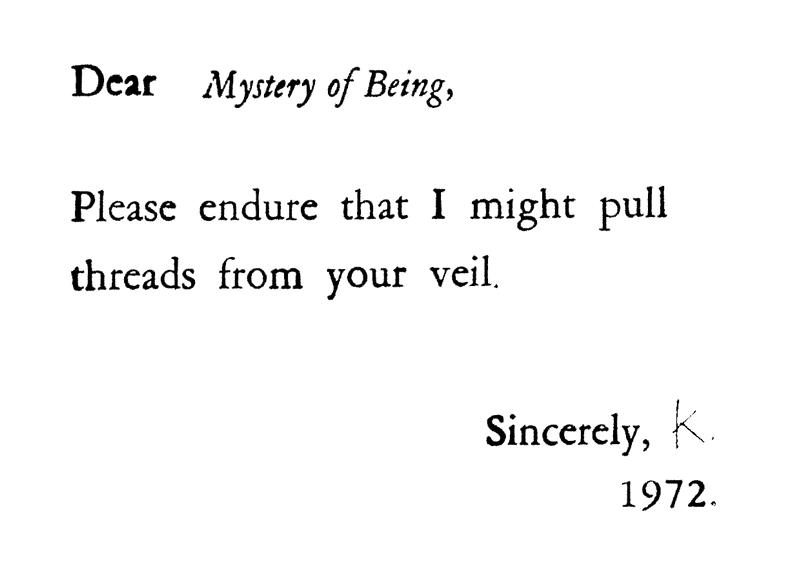 Dear Mystery of Being,
Please endure that I might pull
threads from your veil.
Sincerely, K.
1972.